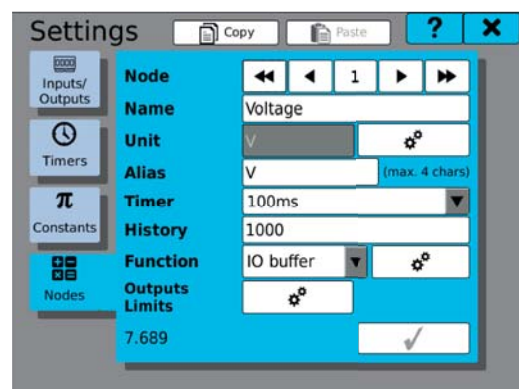 Settings
Copy
Paste
?
Inputs/
Outputs
Timers
π
Constants
Nodes
Node
1
Name
Voltage
Unit
V
Alias
V
(max. 4 chars)
Timer
100ms
History
1000
Function
IO buffer
Outputs
Limits
7.689